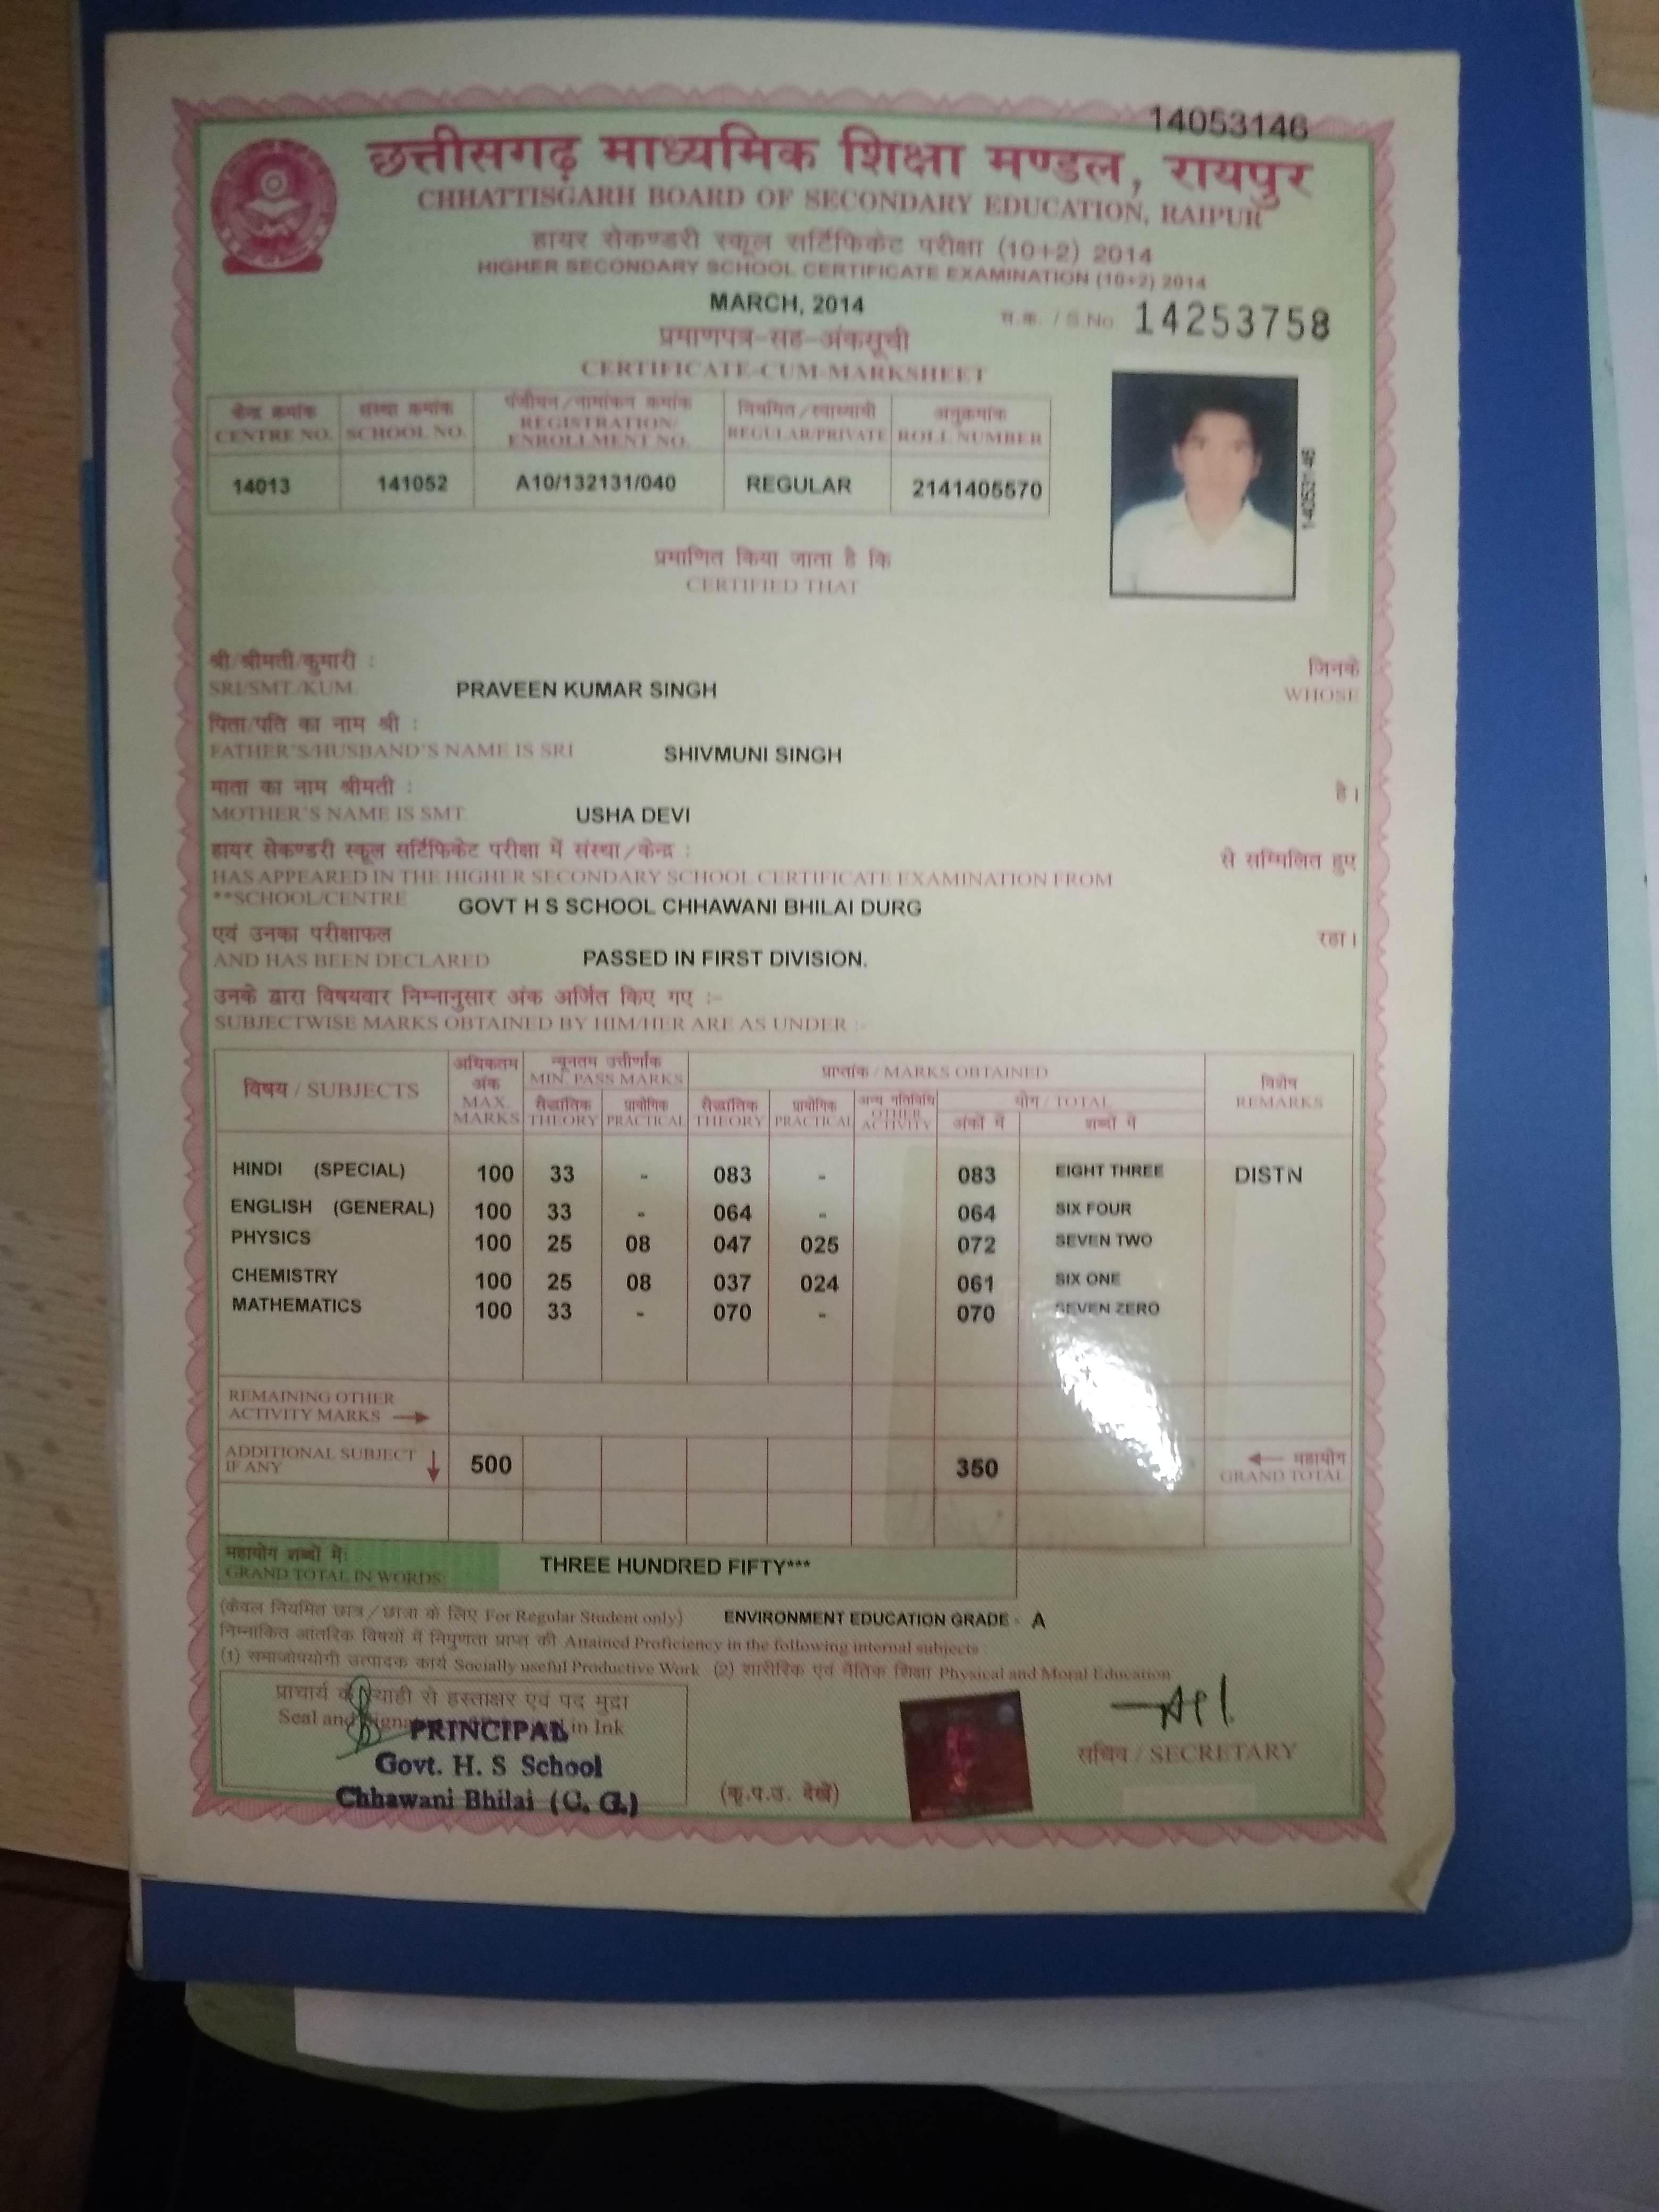 14053146
छत्तीसगढ़ माध्यमिक शिक्षा मण्डल, रायपुर
CHHATTISGARH BOARD OF SECONDARY EDUCATION, RAIPUR
हायर सेकण्डरी स्कूल सर्टिफिकेट परीक्षा (10+2) 2014
HIGHER SECONDARY SCHOOL CERTIFICATE EXAMINATION (10+2) 2014
MARCH, 2014
स.क्र. / S.No 14253758
प्रमाणपत्र-सह-अंकसूची
CERTIFICATE-CUM-MARKSHEET
केन्द्र क्रमांक संस्था क्रमांक पंजीयन/नामांकन क्रमांक नियमित/स्वाध्यायी अनुक्रमांक
CENTRE NO. SCHOOL NO. REGISTRATION/ ENROLLMENT NO. REGULAR/PRIVATE ROLL NUMBER
14013 141052 A10/132131/040 REGULAR 2141405570
14053146
प्रमाणित किया जाता है कि
CERTIFIED THAT
श्री/श्रीमती/कुमारी : जिनके
SRI/SMT./KUM. PRAVEEN KUMAR SINGH WHOSE
पिता/पति का नाम श्री :
FATHER'S/HUSBAND'S NAME IS SRI SHIVMUNI SINGH
माता का नाम श्रीमती : है।
MOTHER'S NAME IS SMT. USHA DEVI
हायर सेकण्डरी स्कूल सर्टिफिकेट परीक्षा में संस्था/केन्द्र : से सम्मिलित हुए
HAS APPEARED IN THE HIGHER SECONDARY SCHOOL CERTIFICATE EXAMINATION FROM
**SCHOOL/CENTRE GOVT H S SCHOOL CHHAWANI BHILAI DURG
एवं उनका परीक्षाफल रहा।
AND HAS BEEN DECLARED PASSED IN FIRST DIVISION.
उनके द्वारा विषयवार निम्नानुसार अंक अर्जित किए गए :-
SUBJECTWISE MARKS OBTAINED BY HIM/HER ARE AS UNDER :-
विषय / SUBJECTS अधिकतम अंक MAX. MARKS न्यूनतम उत्तीर्णांक MIN. PASS MARKS प्राप्तांक / MARKS OBTAINED विशेष REMARKS
सैद्धांतिक THEORY प्रायोगिक PRACTICAL सैद्धांतिक THEORY प्रायोगिक PRACTICAL अन्य गतिविधि OTHER ACTIVITY योग / TOTAL अंकों में शब्दों में
HINDI (SPECIAL) 100 33 - 083 - 083 EIGHT THREE DISTN
ENGLISH (GENERAL) 100 33 - 064 - 064 SIX FOUR
PHYSICS 100 25 08 047 025 072 SEVEN TWO
CHEMISTRY 100 25 08 037 024 061 SIX ONE
MATHEMATICS 100 33 - 070 - 070 SEVEN ZERO
REMAINING OTHER
ACTIVITY MARKS →
ADDITIONAL SUBJECT
IF ANY ↓ 500 350 ← महायोग
GRAND TOTAL
महायोग शब्दों में:
GRAND TOTAL IN WORDS: THREE HUNDRED FIFTY***
(केवल नियमित छात्र / छात्रा के लिए For Regular Student only) ENVIRONMENT EDUCATION GRADE - A
निम्नांकित आंतरिक विषयों में निपुणता प्राप्त की Attained Proficiency in the following internal subjects
(1) समाजोपयोगी उत्पादक कार्य Socially useful Productive Work (2) शारीरिक एवं नैतिक शिक्षा Physical and Moral Education
प्राचार्य के स्याही से हस्ताक्षर एवं पद मुद्रा
Seal and in Ink
PRINCIPAL
Govt. H. S School
Chhawani Bhilai (C. G.)
(कृ.प.उ. देखें)
सचिव / SECRETARY